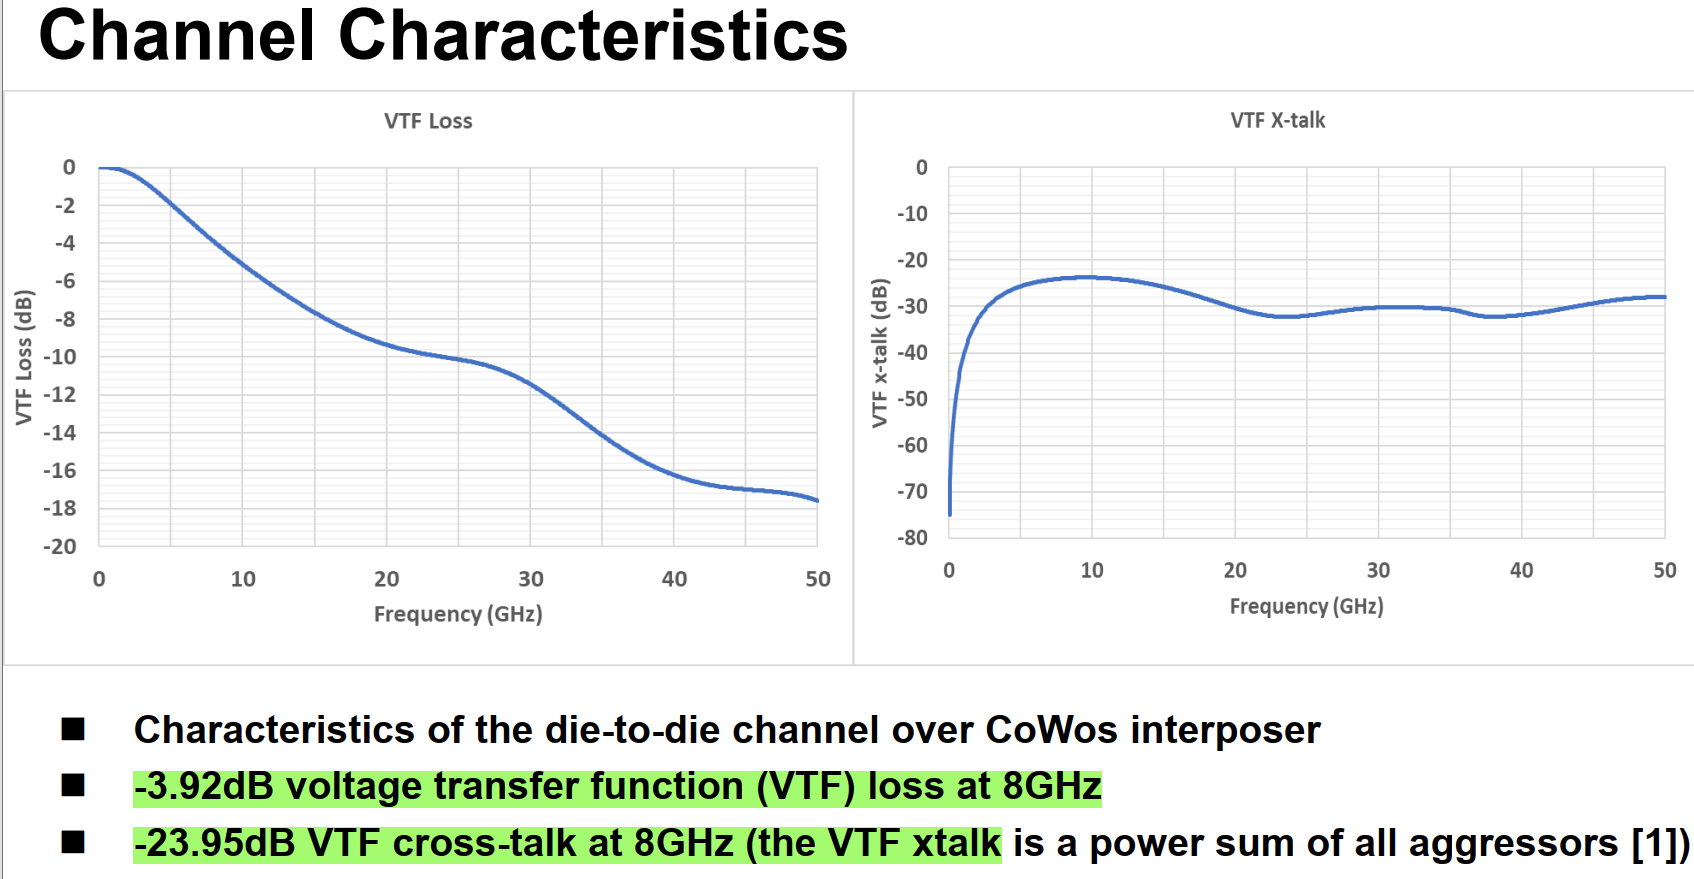 Channel Characteristics
VTF Loss
0
-2
-4
-6
-8
-10
-12
-14
-16
-18
-20
VTF Loss (dB)
0 10 20 30 40 50
Frequency (GHz)
VTF X-talk
0
-10
-20
-30
-40
-50
-60
-70
-80
VTF x-talk (dB)
0 10 20 30 40 50
Frequency (GHz)
■ Characteristics of the die-to-die channel over CoWos interposer
■ -3.92dB voltage transfer function (VTF) loss at 8GHz
■ -23.95dB VTF cross-talk at 8GHz (the VTF xtalk is a power sum of all aggressors [1])